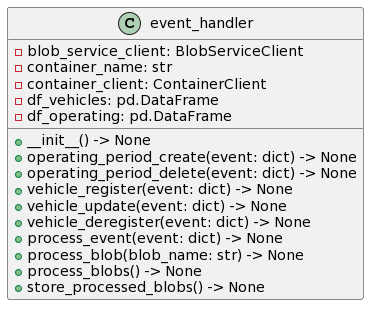 C event_handler
blob_service_client: BlobServiceClient
container_name: str
container_client: ContainerClient
df_vehicles: pd.DataFrame
df_operating: pd.DataFrame
__init__() -> None
operating_period_create(event: dict) -> None
operating_period_delete(event: dict) -> None
vehicle_register(event: dict) -> None
vehicle_update(event: dict) -> None
vehicle_deregister(event: dict) -> None
process_event(event: dict) -> None
process_blob(blob_name: str) -> None
process_blobs() -> None
store_processed_blobs() -> None